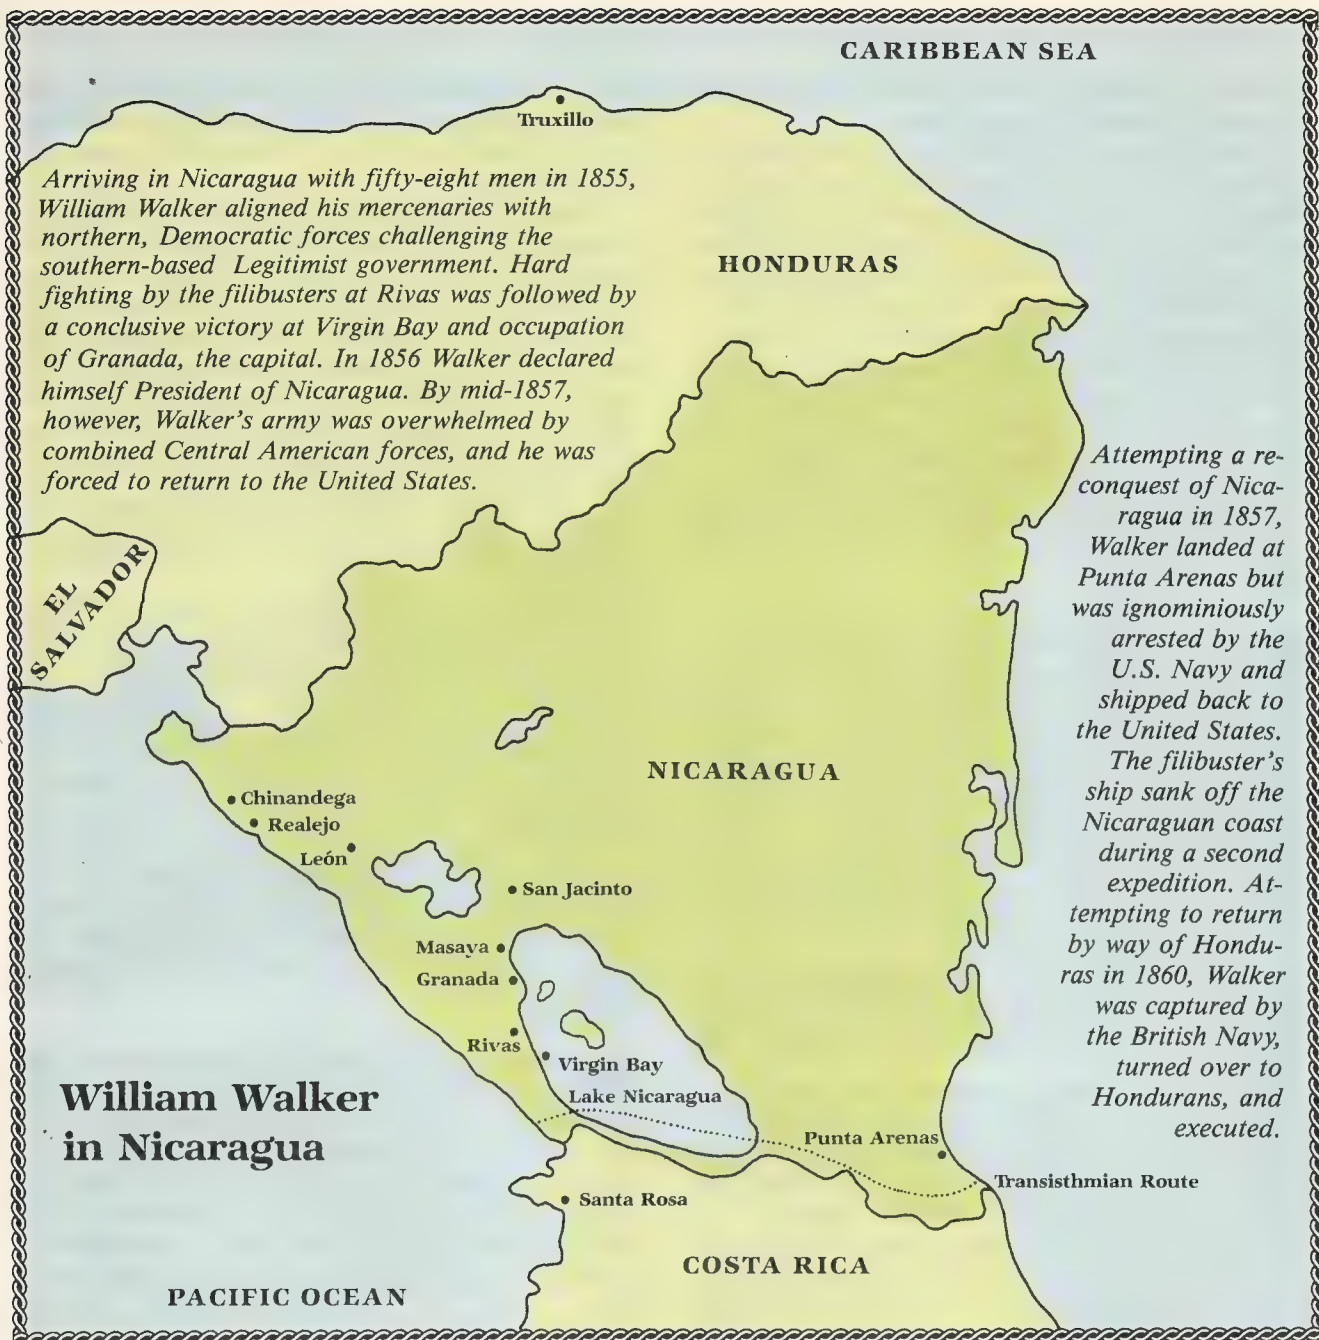 CARIBBEAN SEA
Truxillo
Arriving in Nicaragua with fifty-eight men in 1855,
William Walker aligned his mercenaries with
northern, Democratic forces challenging the
southern-based Legitimist government. Hard
fighting by the filibusters at Rivas was followed by
a conclusive victory at Virgin Bay and occupation
of Granada, the capital. In 1856 Walker declared
himself President of Nicaragua. By mid-1857,
however, Walker's army was overwhelmed by
combined Central American forces, and he was
forced to return to the United States.
HONDURAS
Attempting a re-
conquest of Nica-
ragua in 1857,
Walker landed at
Punta Arenas but
was ignominiously
arrested by the
U.S. Navy and
shipped back to
the United States.
The filibuster's
ship sank off the
Nicaraguan coast
during a second
expedition. At-
tempting to return
by way of Hondu-
ras in 1860, Walker
was captured by
the British Navy,
turned over to
Hondurans, and
executed.
EL
SALVADOR
NICARAGUA
Chinandega
Realejo
León
San Jacinto
Masaya
Granada
Rivas
Virgin Bay
Lake Nicaragua
William Walker
in Nicaragua
Punta Arenas
Transisthmian Route
Santa Rosa
COSTA RICA
PACIFIC OCEAN